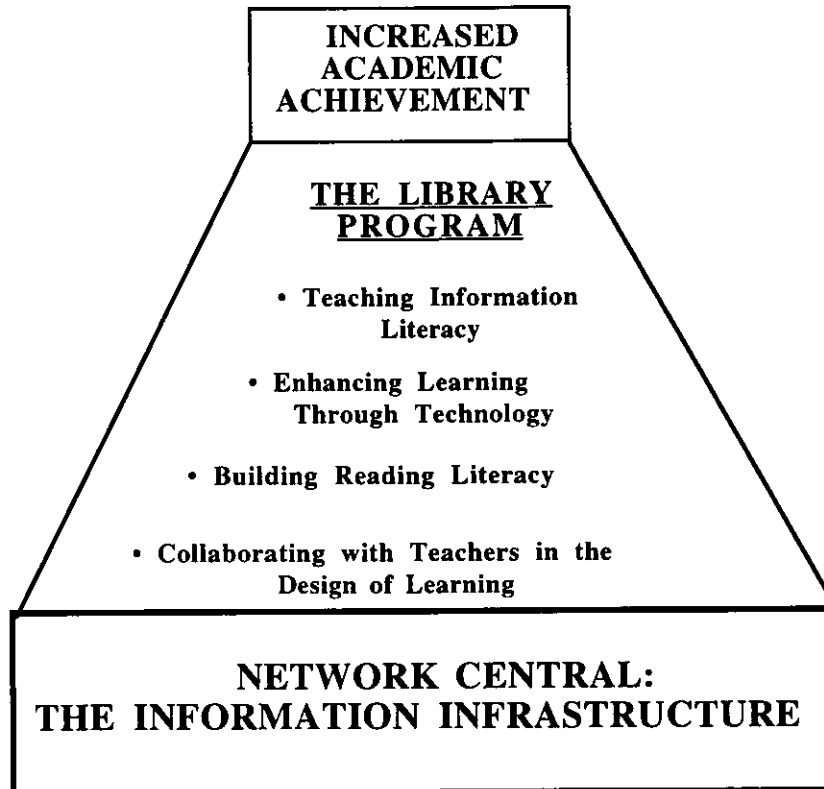 INCREASED
ACADEMIC
ACHIEVEMENT
THE LIBRARY
PROGRAM
• Teaching Information
Literacy
• Enhancing Learning
Through Technology
• Building Reading Literacy
• Collaborating with Teachers in the
Design of Learning
NETWORK CENTRAL:
THE INFORMATION INFRASTRUCTURE